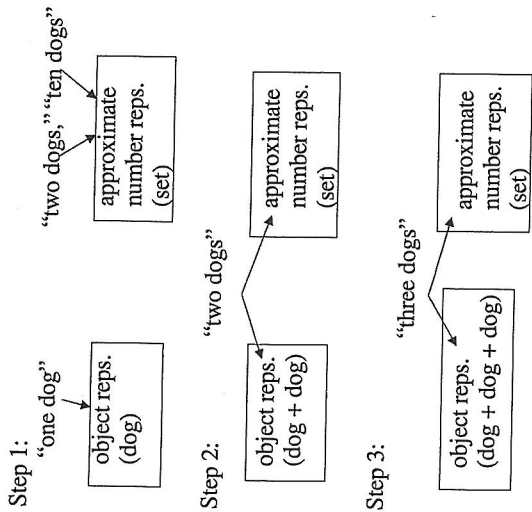 Step 1:
“one dog”
“two dogs,” “ten dogs”
object reps.
(dog)
approximate
number reps.
(set)
Step 2:
“two dogs”
object reps.
(dog + dog)
approximate
number reps.
(set)
Step 3:
“three dogs”
object reps.
(dog + dog + dog)
approximate
number reps.
(set)